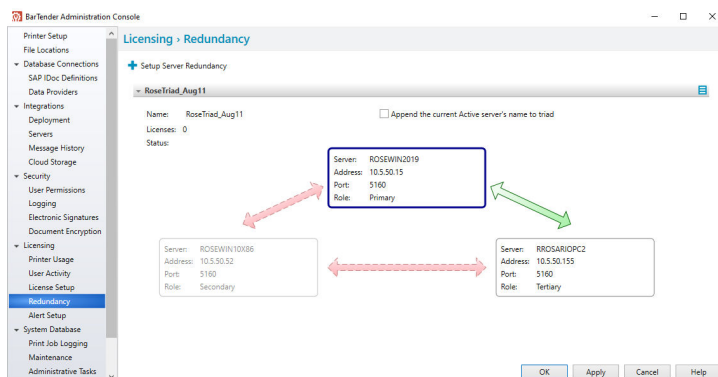 BarTender Administration Console
Printer Setup
File Locations
Database Connections
SAP IDoc Definitions
Data Providers
Integrations
Deployment
Servers
Message History
Cloud Storage
Security
User Permissions
Logging
Electronic Signatures
Document Encryption
Licensing
Printer Usage
User Activity
License Setup
Redundancy
Alert Setup
System Database
Print Job Logging
Maintenance
Administrative Tasks
Licensing › Redundancy
Setup Server Redundancy
RoseTriad_Aug11
Name: RoseTriad_Aug11
Append the current Active server's name to triad
Licenses: 0
Status:
Server: ROSEWIN2019
Address: 10.5.50.15
Port: 5160
Role: Primary
Server: ROSEWIN10X86
Address: 10.5.50.52
Port: 5160
Role: Secondary
Server: RROSARIOPC2
Address: 10.5.50.155
Port: 5160
Role: Tertiary
OK Apply Cancel Help